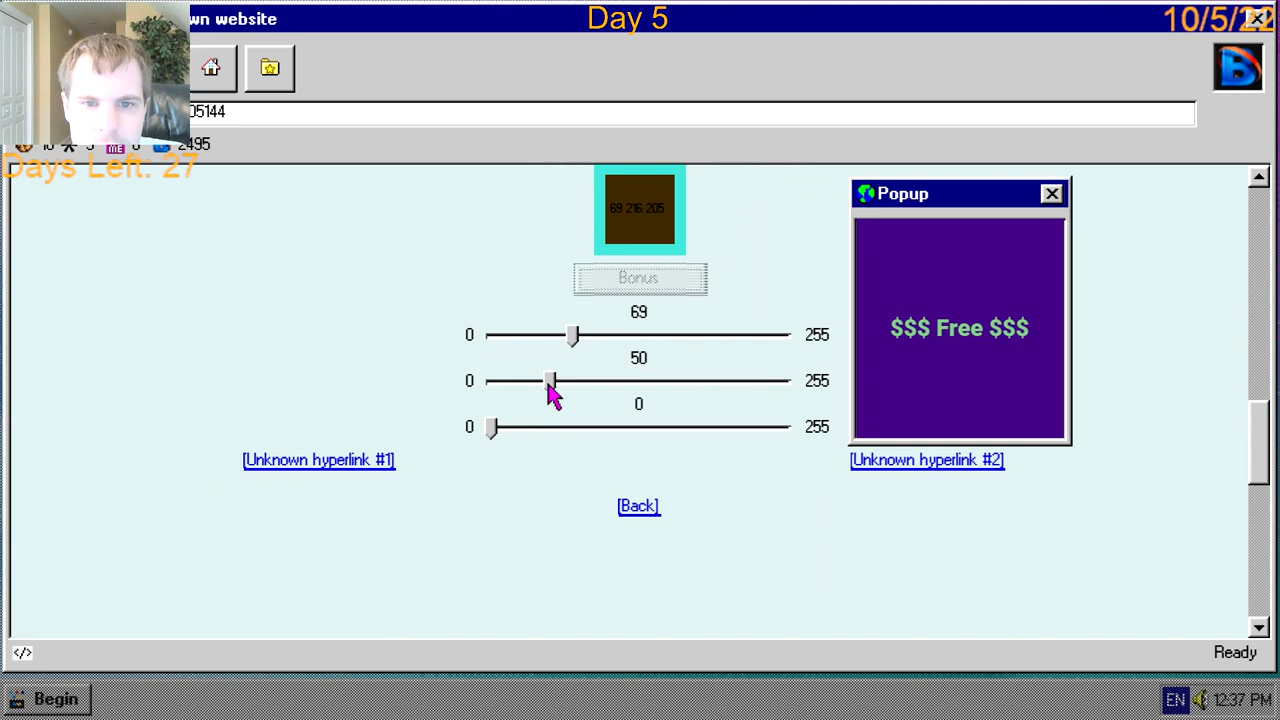 wn website
Day 5
10/5/22
05144
2495
Days Left: 27
69 216 205
Popup
$$$ Free $$$
Bonus
69
0 255
50
0 255
0
0 255
[Unknown hyperlink #1]
[Unknown hyperlink #2]
[Back]
</>
Ready
Begin
EN
12:37 PM